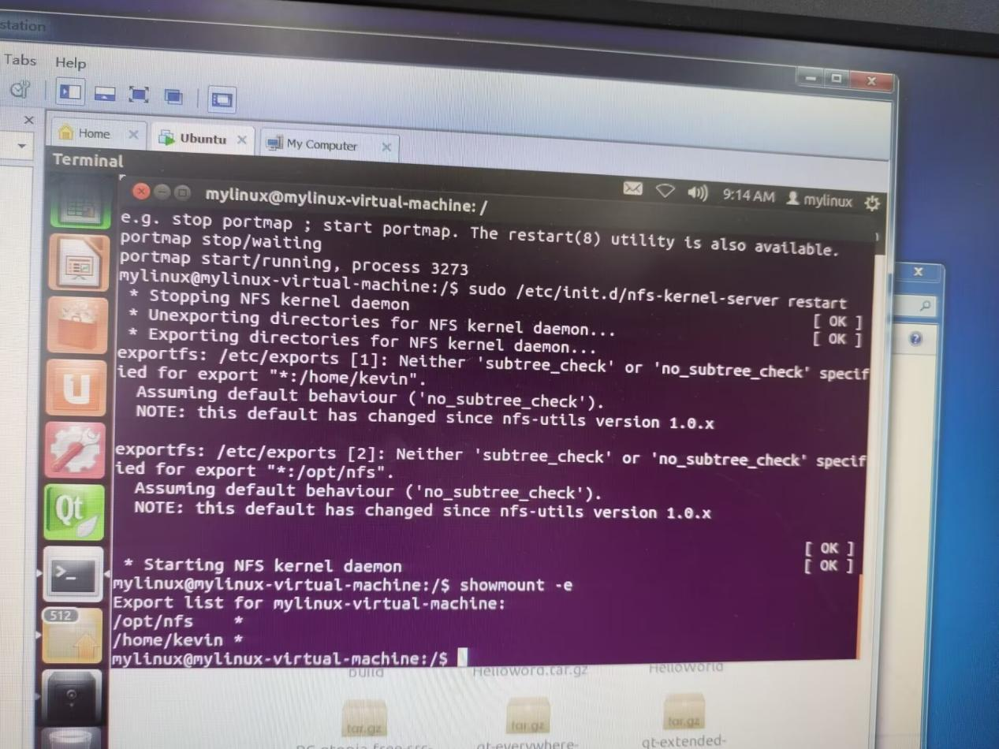 station
Tabs Help
Home
Ubuntu
My Computer
Terminal
mylinux@mylinux-virtual-machine: /
9:14 AM mylinux
e.g. stop portmap ; start portmap. The restart(8) utility is also available.
portmap stop/waiting
portmap start/running, process 3273
mylinux@mylinux-virtual-machine:/$ sudo /etc/init.d/nfs-kernel-server restart
* Stopping NFS kernel daemon [ OK ]
* Unexporting directories for NFS kernel daemon... [ OK ]
* Exporting directories for NFS kernel daemon...
exportfs: /etc/exports [1]: Neither 'subtree_check' or 'no_subtree_check' specif
ied for export "*:/home/kevin".
Assuming default behaviour ('no_subtree_check').
NOTE: this default has changed since nfs-utils version 1.0.x
exportfs: /etc/exports [2]: Neither 'subtree_check' or 'no_subtree_check' specif
ied for export "*:/opt/nfs".
Assuming default behaviour ('no_subtree_check').
NOTE: this default has changed since nfs-utils version 1.0.x
[ OK ]
* Starting NFS kernel daemon [ OK ]
mylinux@mylinux-virtual-machine:/$ showmount -e
Export list for mylinux-virtual-machine:
/opt/nfs *
/home/kevin *
mylinux@mylinux-virtual-machine:/$
Qt
512
build Helloword.tar.gz HelloWorld
tar.gz tar.gz tar.gz
qt-everywhere- qt-extended-